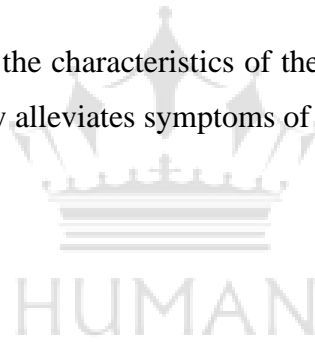 the characteristics of the
alleviates symptoms of
HUMAN